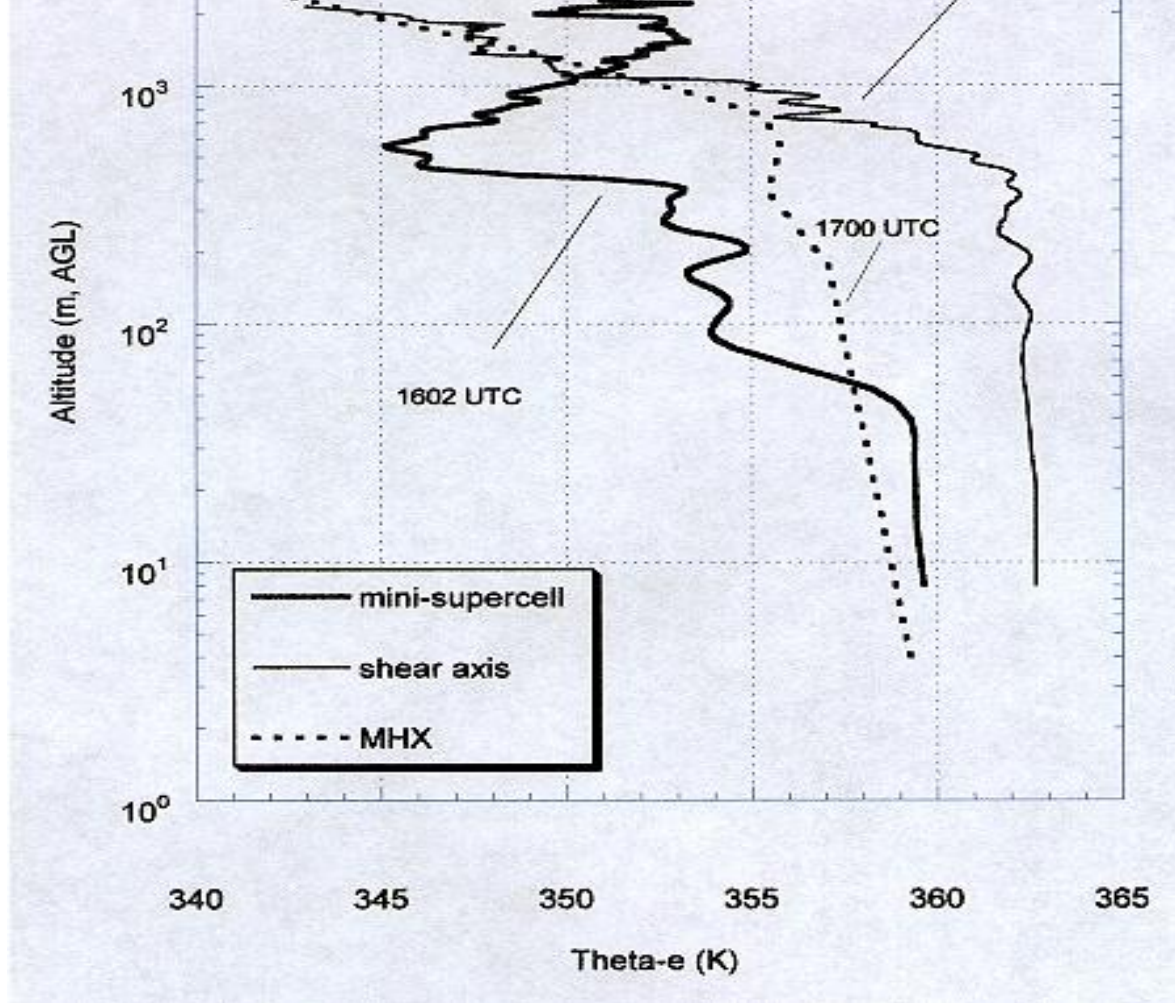 10³
1700 UTC
Altitude (m, AGL)
10²
1602 UTC
10¹
mini-supercell
shear axis
MHX
10⁰
340 345 350 355 360 365
Theta-e (K)